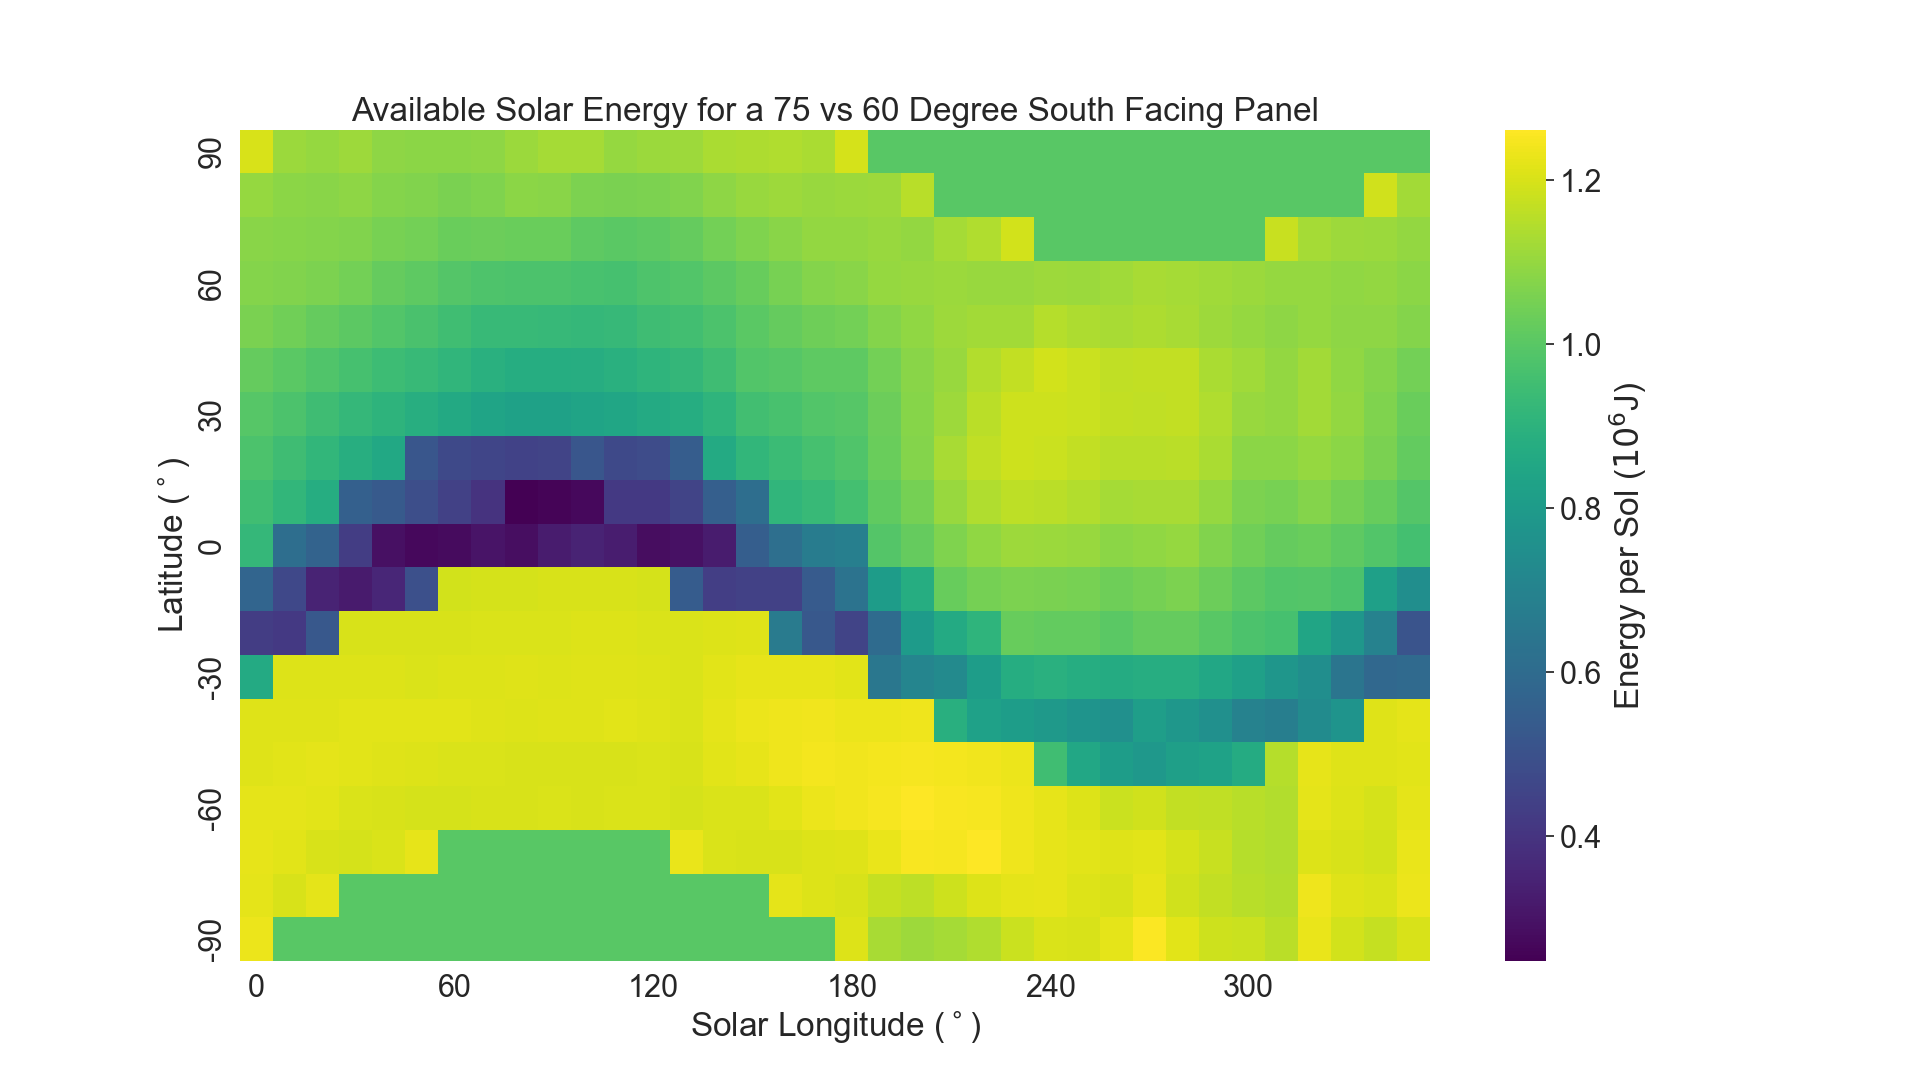 Available Solar Energy for a 75 vs 60 Degree South Facing Panel
90
60
30
0
-30
-60
-90
Latitude (°)
0 60 120 180 240 300
Solar Longitude (°)
1.2
1.0
0.8
0.6
0.4
Energy per Sol (10⁶J)